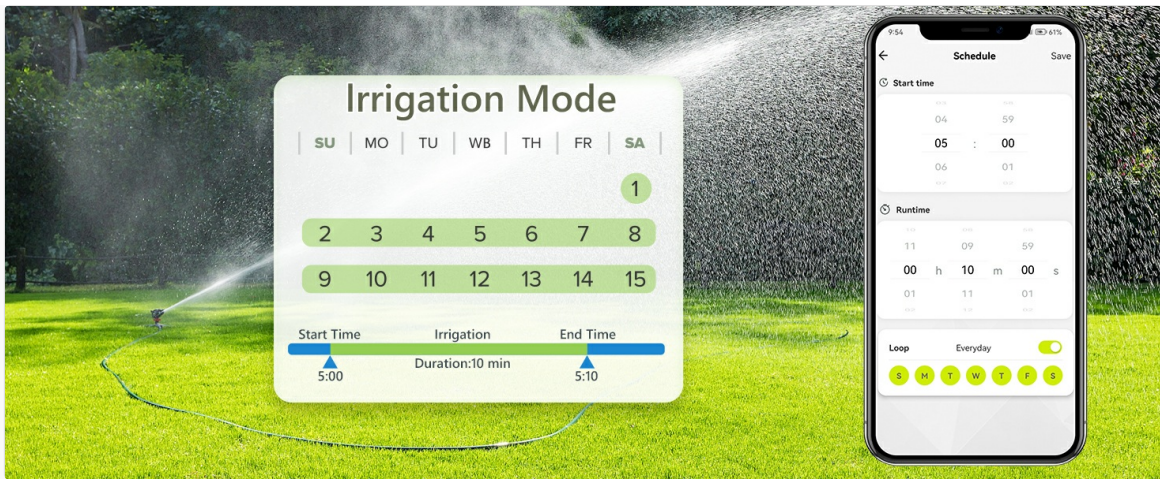 Irrigation Mode
SU MO TU WB TH FR SA
1
2 3 4 5 6 7 8
9 10 11 12 13 14 15
Start Time Irrigation End Time
Duration:10 min
5:00 5:10
9:54 61%
Schedule Save
Start time
04 59
05 : 00
06 01
Runtime
11 09 59
00 h 10 m 00 s
01 11 01
Loop Everyday
S M T W T F S